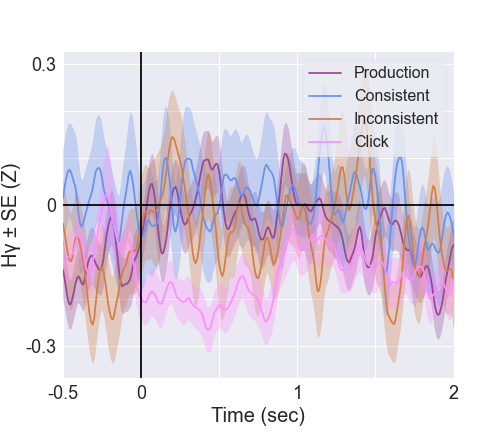 Hγ ± SE (Z)
0.3
0
-0.3
Production
Consistent
Inconsistent
Click
-0.5
0
1
2
Time (sec)